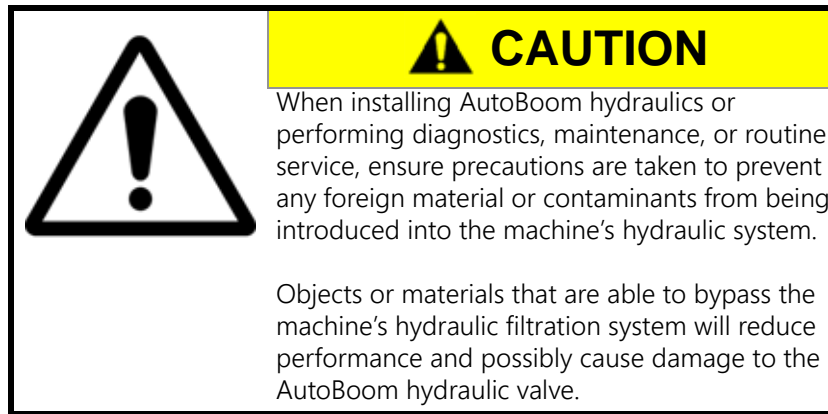 CAUTION
When installing AutoBoom hydraulics or
performing diagnostics, maintenance, or routine
service, ensure precautions are taken to prevent
any foreign material or contaminants from being
introduced into the machine’s hydraulic system.
Objects or materials that are able to bypass the
machine’s hydraulic filtration system will reduce
performance and possibly cause damage to the
AutoBoom hydraulic valve.